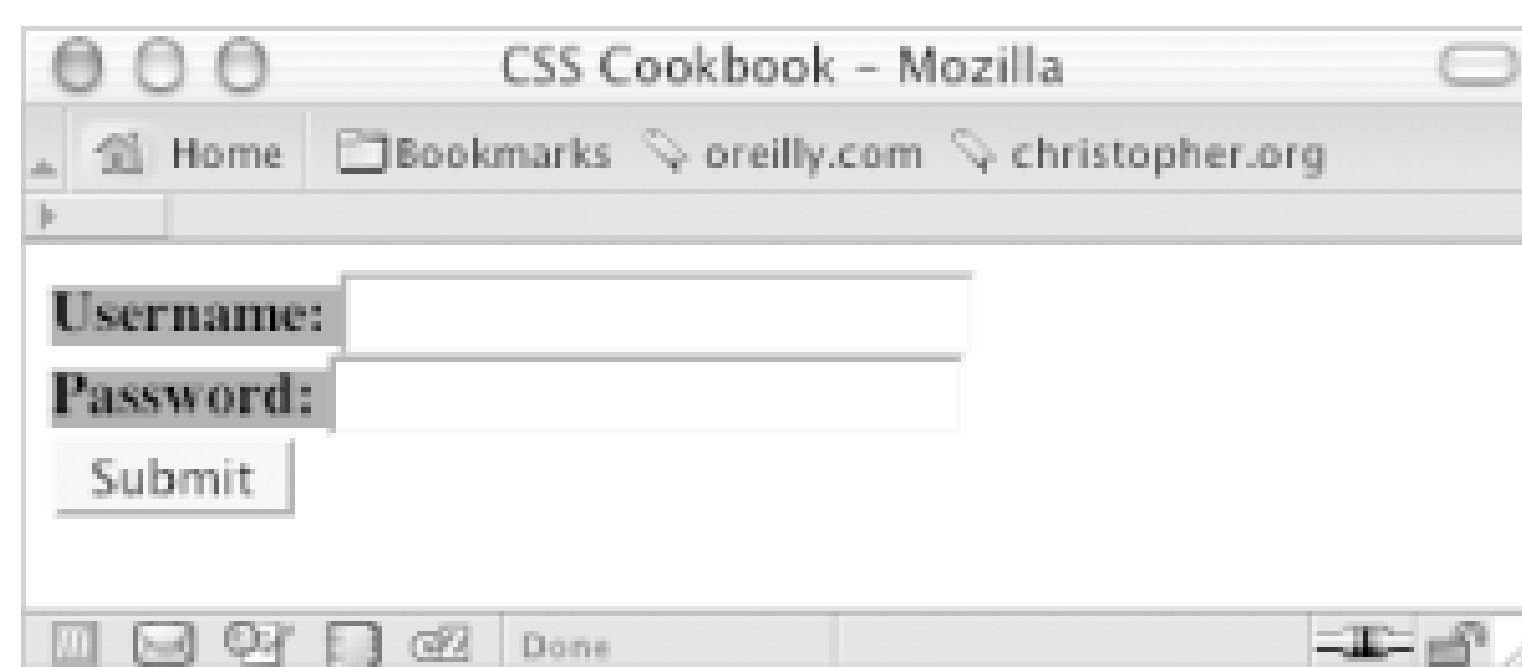 CSS Cookbook – Mozilla
Home Bookmarks oreilly.com christopher.org
Username:
Password:
Submit
Done